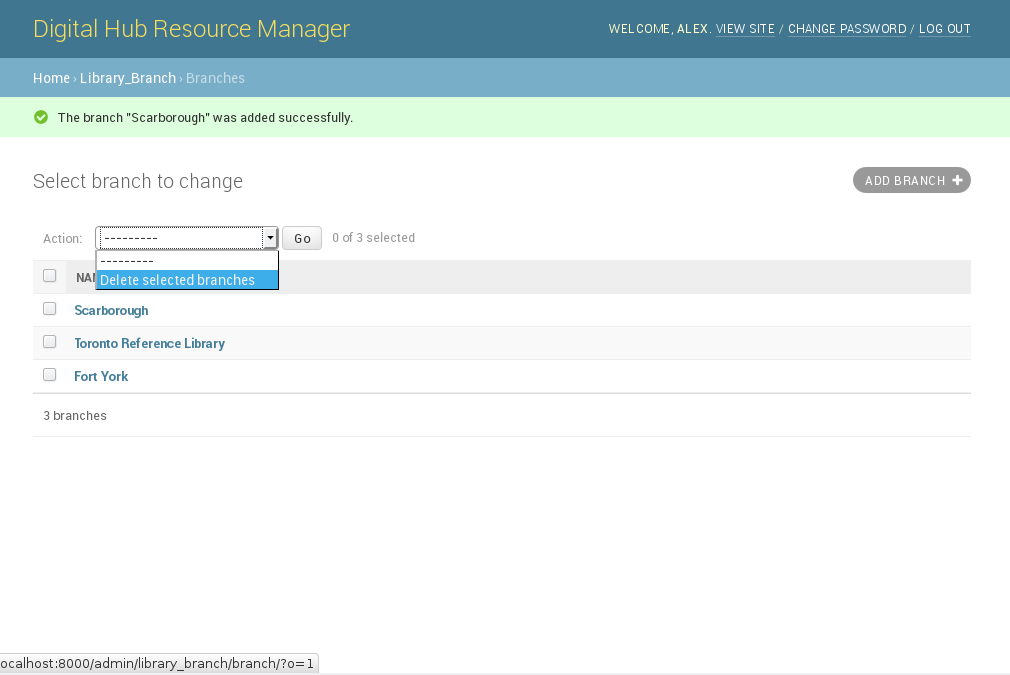 Digital Hub Resource Manager
WELCOME, ALEX. VIEW SITE / CHANGE PASSWORD / LOG OUT
Home › Library_Branch › Branches
The branch "Scarborough" was added successfully.
Select branch to change
ADD BRANCH +
Action: --------- Go 0 of 3 selected
---------
Delete selected branches
Scarborough
Toronto Reference Library
Fort York
3 branches
ocalhost:8000/admin/library_branch/branch/?o=1